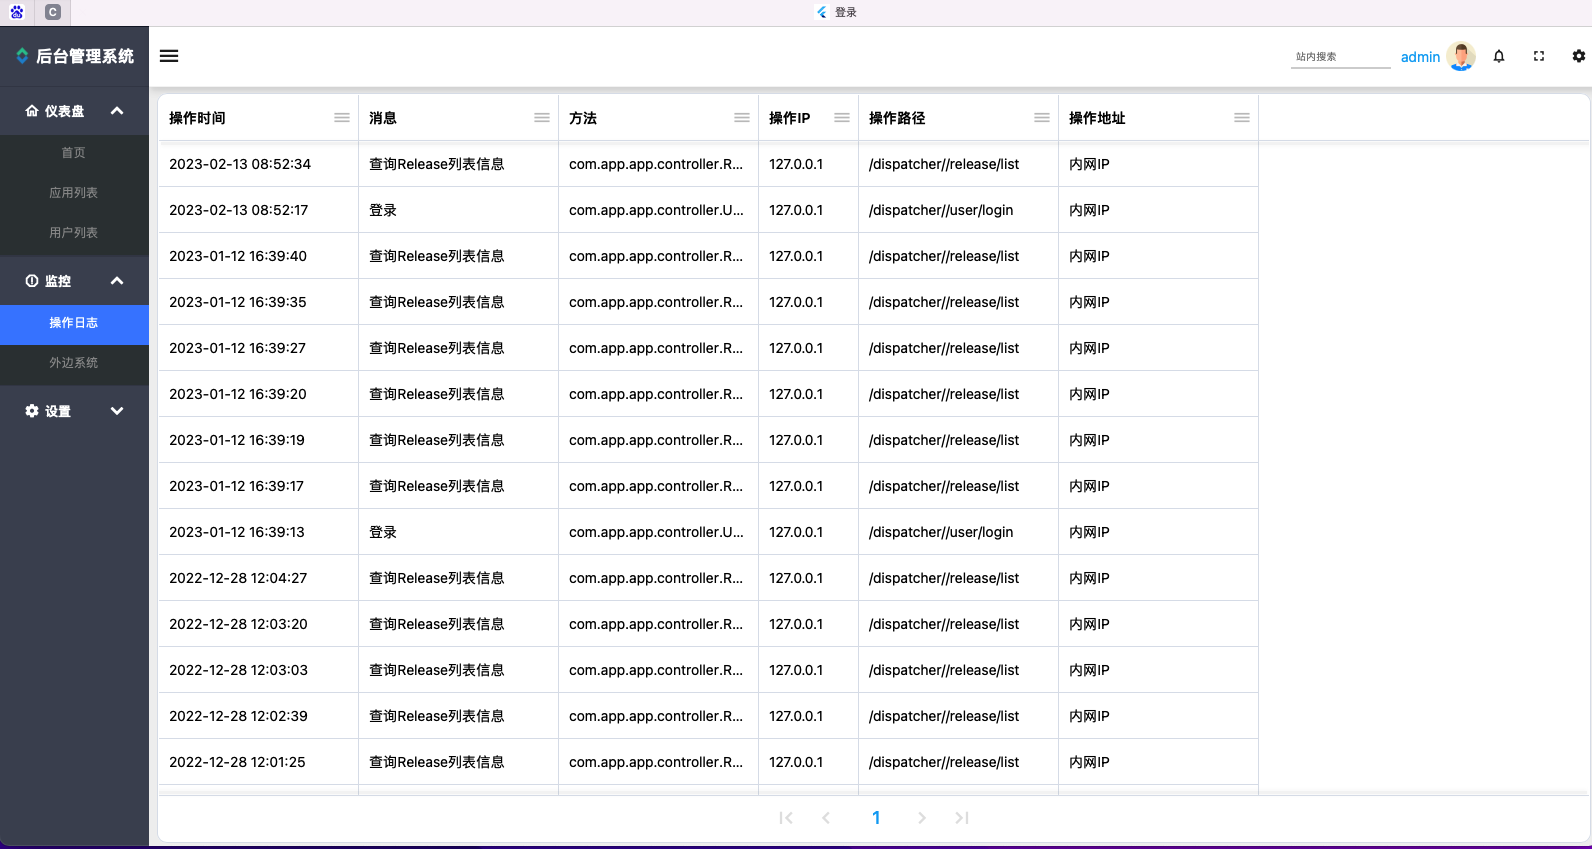 C
登录
后台管理系统
站内搜索
admin
仪表盘
首页
应用列表
用户列表
监控
操作日志
外边系统
设置
操作时间 消息 方法 操作IP 操作路径 操作地址
2023-02-13 08:52:34 查询Release列表信息 com.app.app.controller.R... 127.0.0.1 /dispatcher//release/list 内网IP
2023-02-13 08:52:17 登录 com.app.app.controller.U... 127.0.0.1 /dispatcher//user/login 内网IP
2023-01-12 16:39:40 查询Release列表信息 com.app.app.controller.R... 127.0.0.1 /dispatcher//release/list 内网IP
2023-01-12 16:39:35 查询Release列表信息 com.app.app.controller.R... 127.0.0.1 /dispatcher//release/list 内网IP
2023-01-12 16:39:27 查询Release列表信息 com.app.app.controller.R... 127.0.0.1 /dispatcher//release/list 内网IP
2023-01-12 16:39:20 查询Release列表信息 com.app.app.controller.R... 127.0.0.1 /dispatcher//release/list 内网IP
2023-01-12 16:39:19 查询Release列表信息 com.app.app.controller.R... 127.0.0.1 /dispatcher//release/list 内网IP
2023-01-12 16:39:17 查询Release列表信息 com.app.app.controller.R... 127.0.0.1 /dispatcher//release/list 内网IP
2023-01-12 16:39:13 登录 com.app.app.controller.U... 127.0.0.1 /dispatcher//user/login 内网IP
2022-12-28 12:04:27 查询Release列表信息 com.app.app.controller.R... 127.0.0.1 /dispatcher//release/list 内网IP
2022-12-28 12:03:20 查询Release列表信息 com.app.app.controller.R... 127.0.0.1 /dispatcher//release/list 内网IP
2022-12-28 12:03:03 查询Release列表信息 com.app.app.controller.R... 127.0.0.1 /dispatcher//release/list 内网IP
2022-12-28 12:02:39 查询Release列表信息 com.app.app.controller.R... 127.0.0.1 /dispatcher//release/list 内网IP
2022-12-28 12:01:25 查询Release列表信息 com.app.app.controller.R... 127.0.0.1 /dispatcher//release/list 内网IP
1